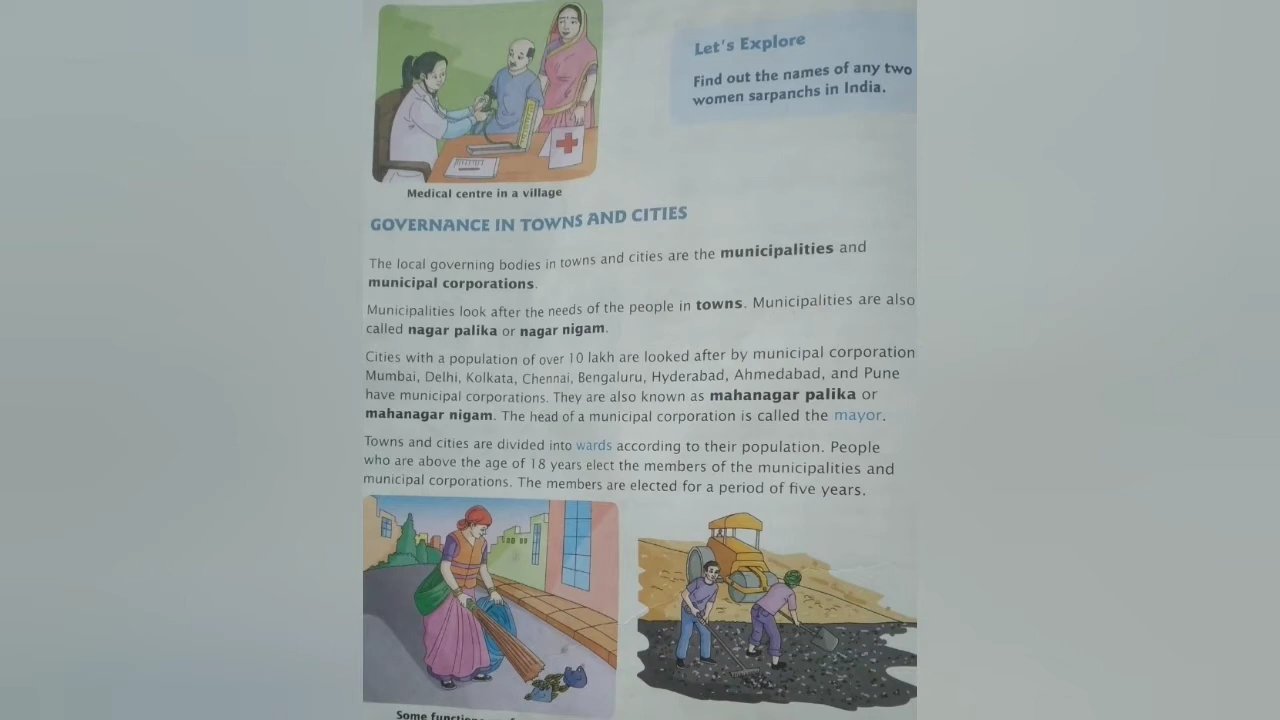 Let's Explore
Find out the names of any two
women sarpanchs in India.
Medical centre in a village
GOVERNANCE IN TOWNS AND CITIES
The local governing bodies in towns and cities are the municipalities and
municipal corporations.
Municipalities look after the needs of the people in towns. Municipalities are also
called nagar palika or nagar nigam.
Cities with a population of over 10 lakh are looked after by municipal corporation
Mumbai, Delhi, Kolkata, Chennai, Bengaluru, Hyderabad, Ahmedabad, and Pune
have municipal corporations. They are also known as mahanagar palika or
mahanagar nigam. The head of a municipal corporation is called the mayor.
Towns and cities are divided into wards according to their population. People
who are above the age of 18 years elect the members of the municipalities and
municipal corporations. The members are elected for a period of five years.
Some